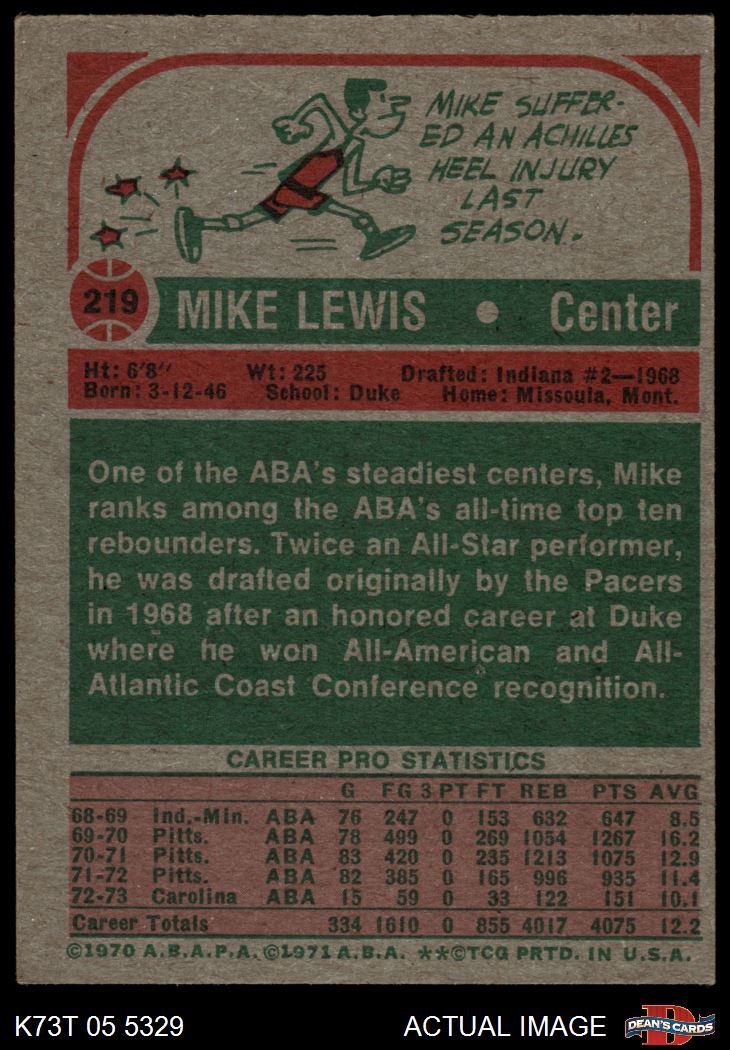 MIKE SUFFER-
ED AN ACHILLES
HEEL INJURY
LAST
SEASON.
219 MIKE LEWIS • Center
Ht: 6'8" Wt: 225 Drafted: Indiana #2—1968
Born: 3-12-46 School: Duke Home: Missoula, Mont.
One of the ABA's steadiest centers, Mike
ranks among the ABA's all-time top ten
rebounders. Twice an All-Star performer,
he was drafted originally by the Pacers
in 1968 after an honored career at Duke
where he won All-American and All-
Atlantic Coast Conference recognition.
CAREER PRO STATISTICS
G FG 3 PT FT REB PTS AVG
68-69 Ind.-Min. ABA 76 247 0 153 632 647 8.5
69-70 Pitts. ABA 78 499 0 269 1054 1267 16.2
70-71 Pitts. ABA 83 420 0 235 1213 1075 12.9
71-72 Pitts. ABA 82 385 0 165 996 935 11.4
72-73 Carolina ABA 15 59 0 33 122 151 10.1
Career Totals 334 1610 0 855 4017 4075 12.2
©1970 A.B.A.P.A. ©1971 A.B.A. **©TCG PRTD. IN U.S.A.
K73T 05 5329 ACTUAL IMAGE D DEAN'S CARDS